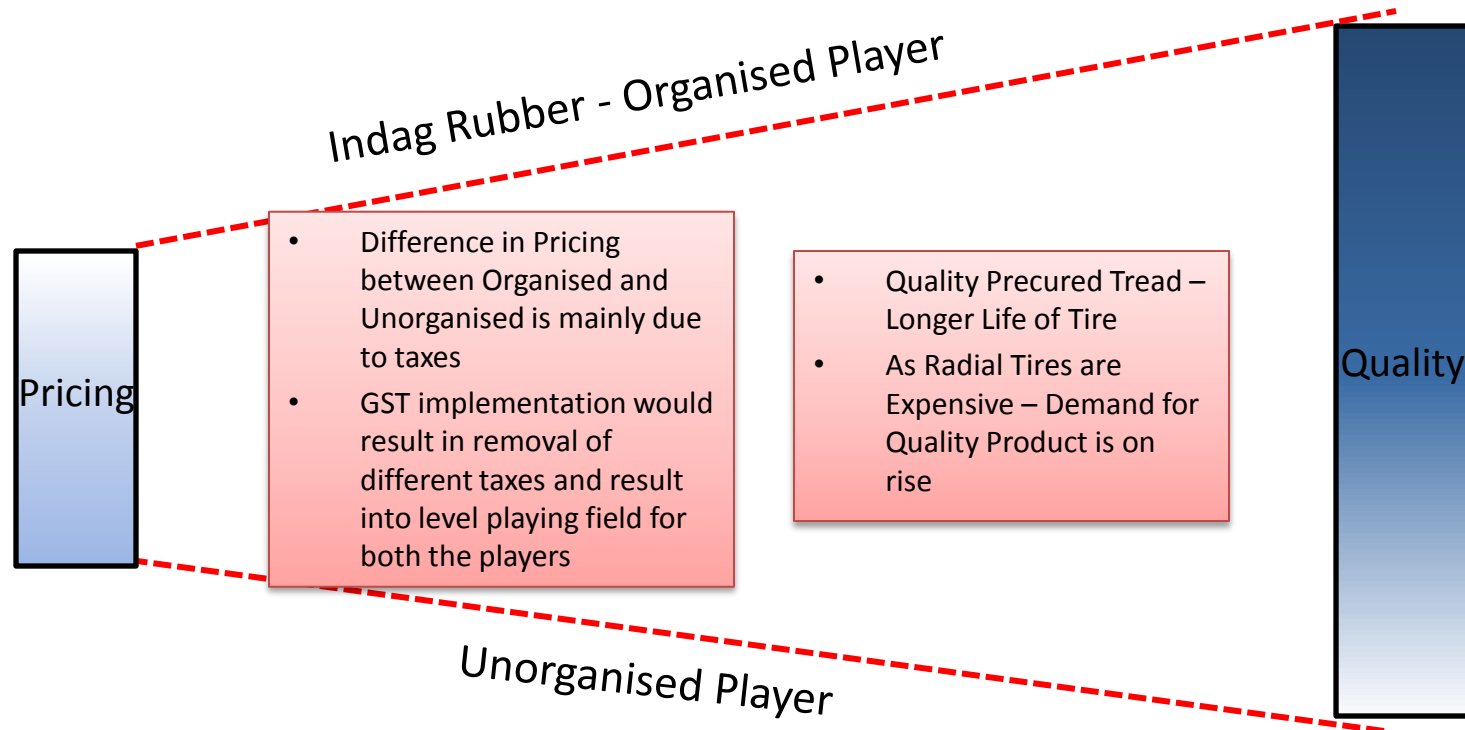 Indag Rubber - Organised Player
Pricing
• Difference in Pricing
between Organised and
Unorganised is mainly due
to taxes
• GST implementation would
result in removal of
different taxes and result
into level playing field for
both the players
• Quality Precured Tread –
Longer Life of Tire
• As Radial Tires are
Expensive – Demand for
Quality Product is on
rise
Quality
Unorganised Player